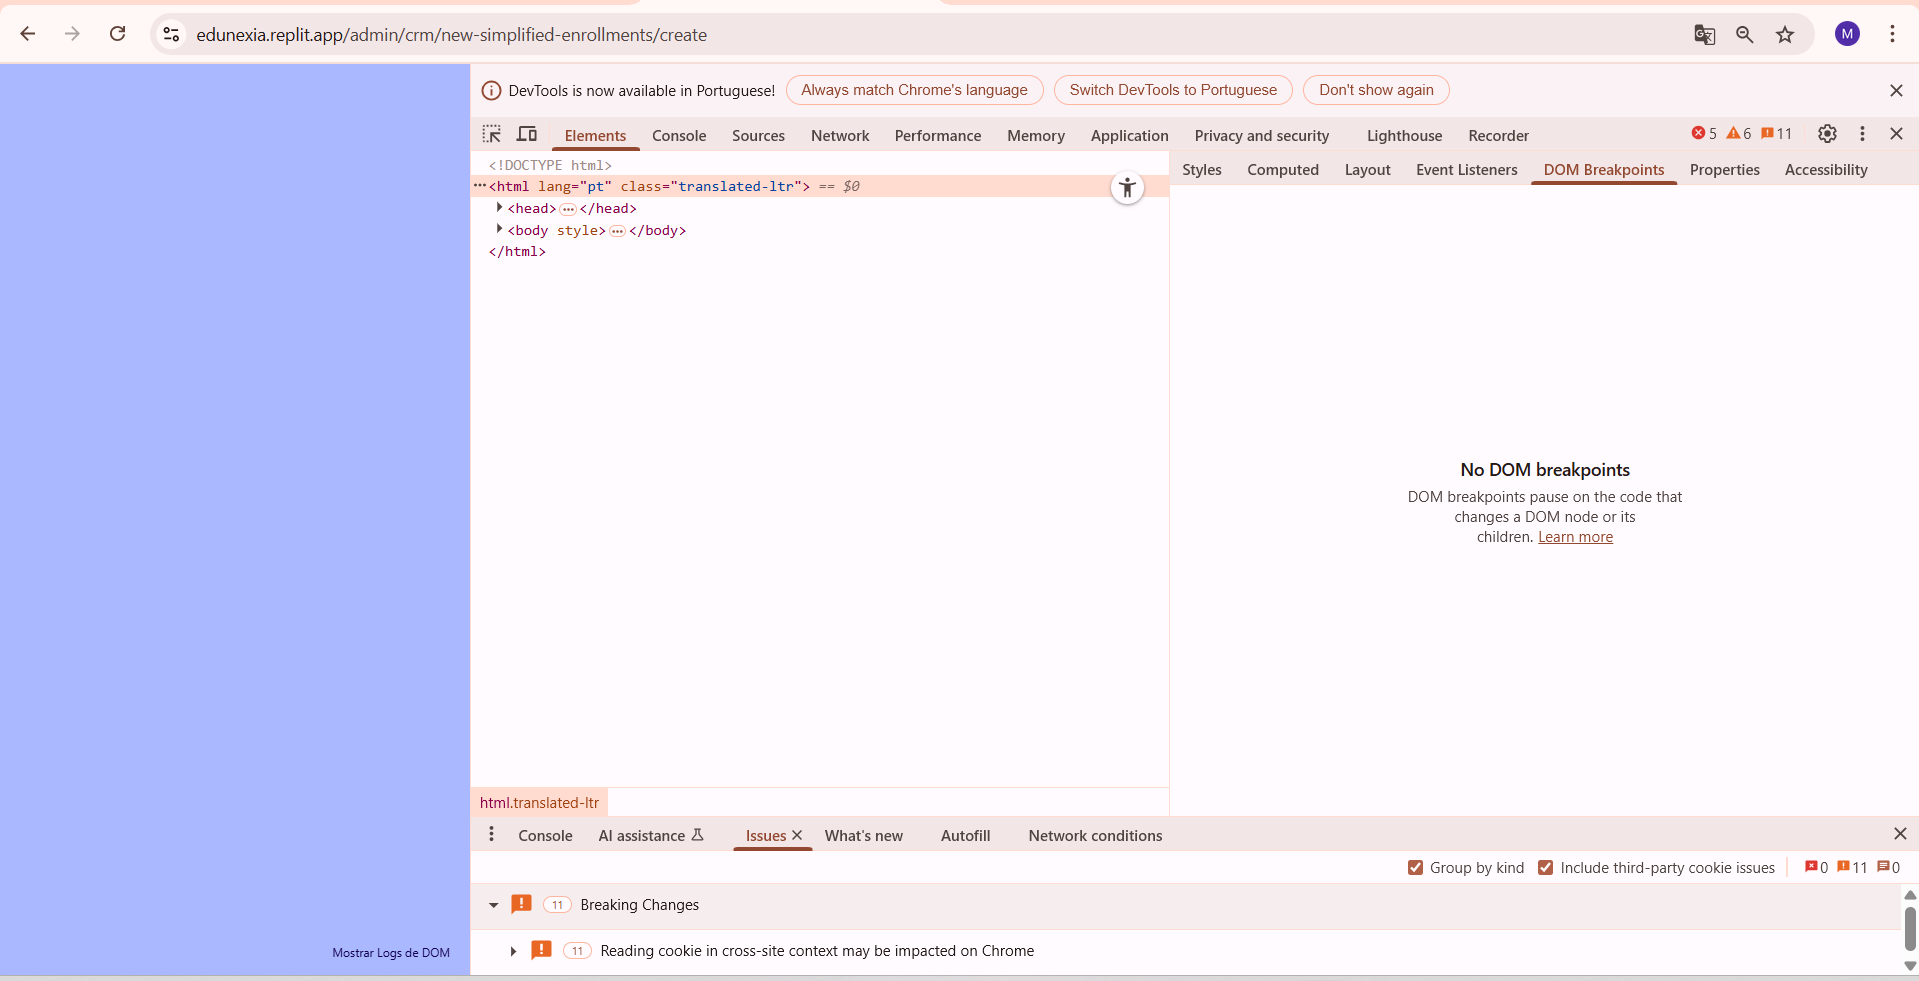 edunexia.replit.app/admin/crm/new-simplified-enrollments/create
M
DevTools is now available in Portuguese! Always match Chrome's language Switch DevTools to Portuguese Don't show again
Elements Console Sources Network Performance Memory Application Privacy and security Lighthouse Recorder 5 6 11
<!DOCTYPE html>
<html lang="pt" class="translated-ltr"> == $0
<head> </head>
<body style> </body>
</html>
html.translated-ltr
Styles Computed Layout Event Listeners DOM Breakpoints Properties Accessibility
No DOM breakpoints
DOM breakpoints pause on the code that
changes a DOM node or its
children. Learn more
Console AI assistance Issues What's new Autofill Network conditions
Group by kind Include third-party cookie issues 0 11 0
11 Breaking Changes
11 Reading cookie in cross-site context may be impacted on Chrome
Mostrar Logs de DOM